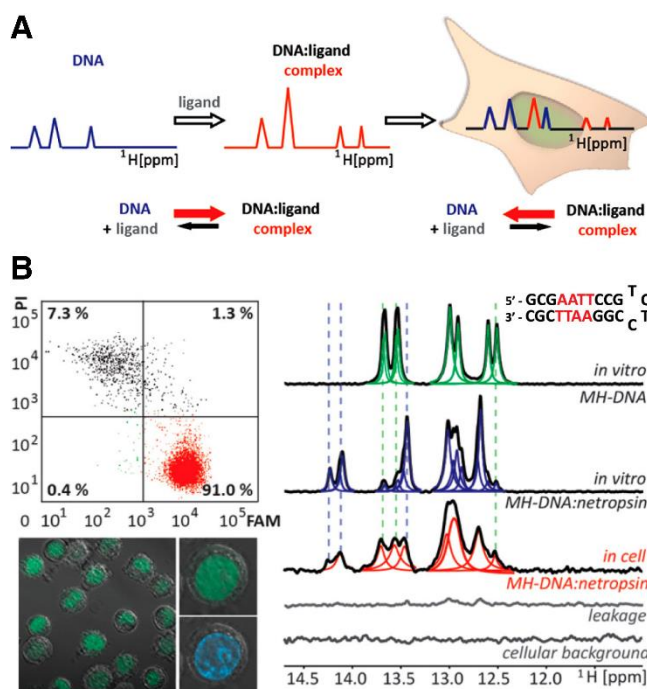 A
DNA
ligand
DNA:ligand
complex
¹H[ppm]
¹H[ppm]
¹H[ppm]
DNA
+ ligand
DNA:ligand
complex
DNA
+ ligand
DNA:ligand
complex
B
PI
7.3 %
1.3 %
10⁵
10⁴
10³
10²
10¹
0.4 %
91.0 %
0 10¹ 10² 10³ 10⁴ 10⁵ FAM
5' - GCGAATTCCG T C
3' - CGCTTAAGGC C T
in vitro
MH-DNA
in vitro
MH-DNA:netropsin
in cell
MH-DNA:netropsin
leakage
cellular background
14.5 14.0 13.5 13.0 12.5 12.0 ¹H [ppm]